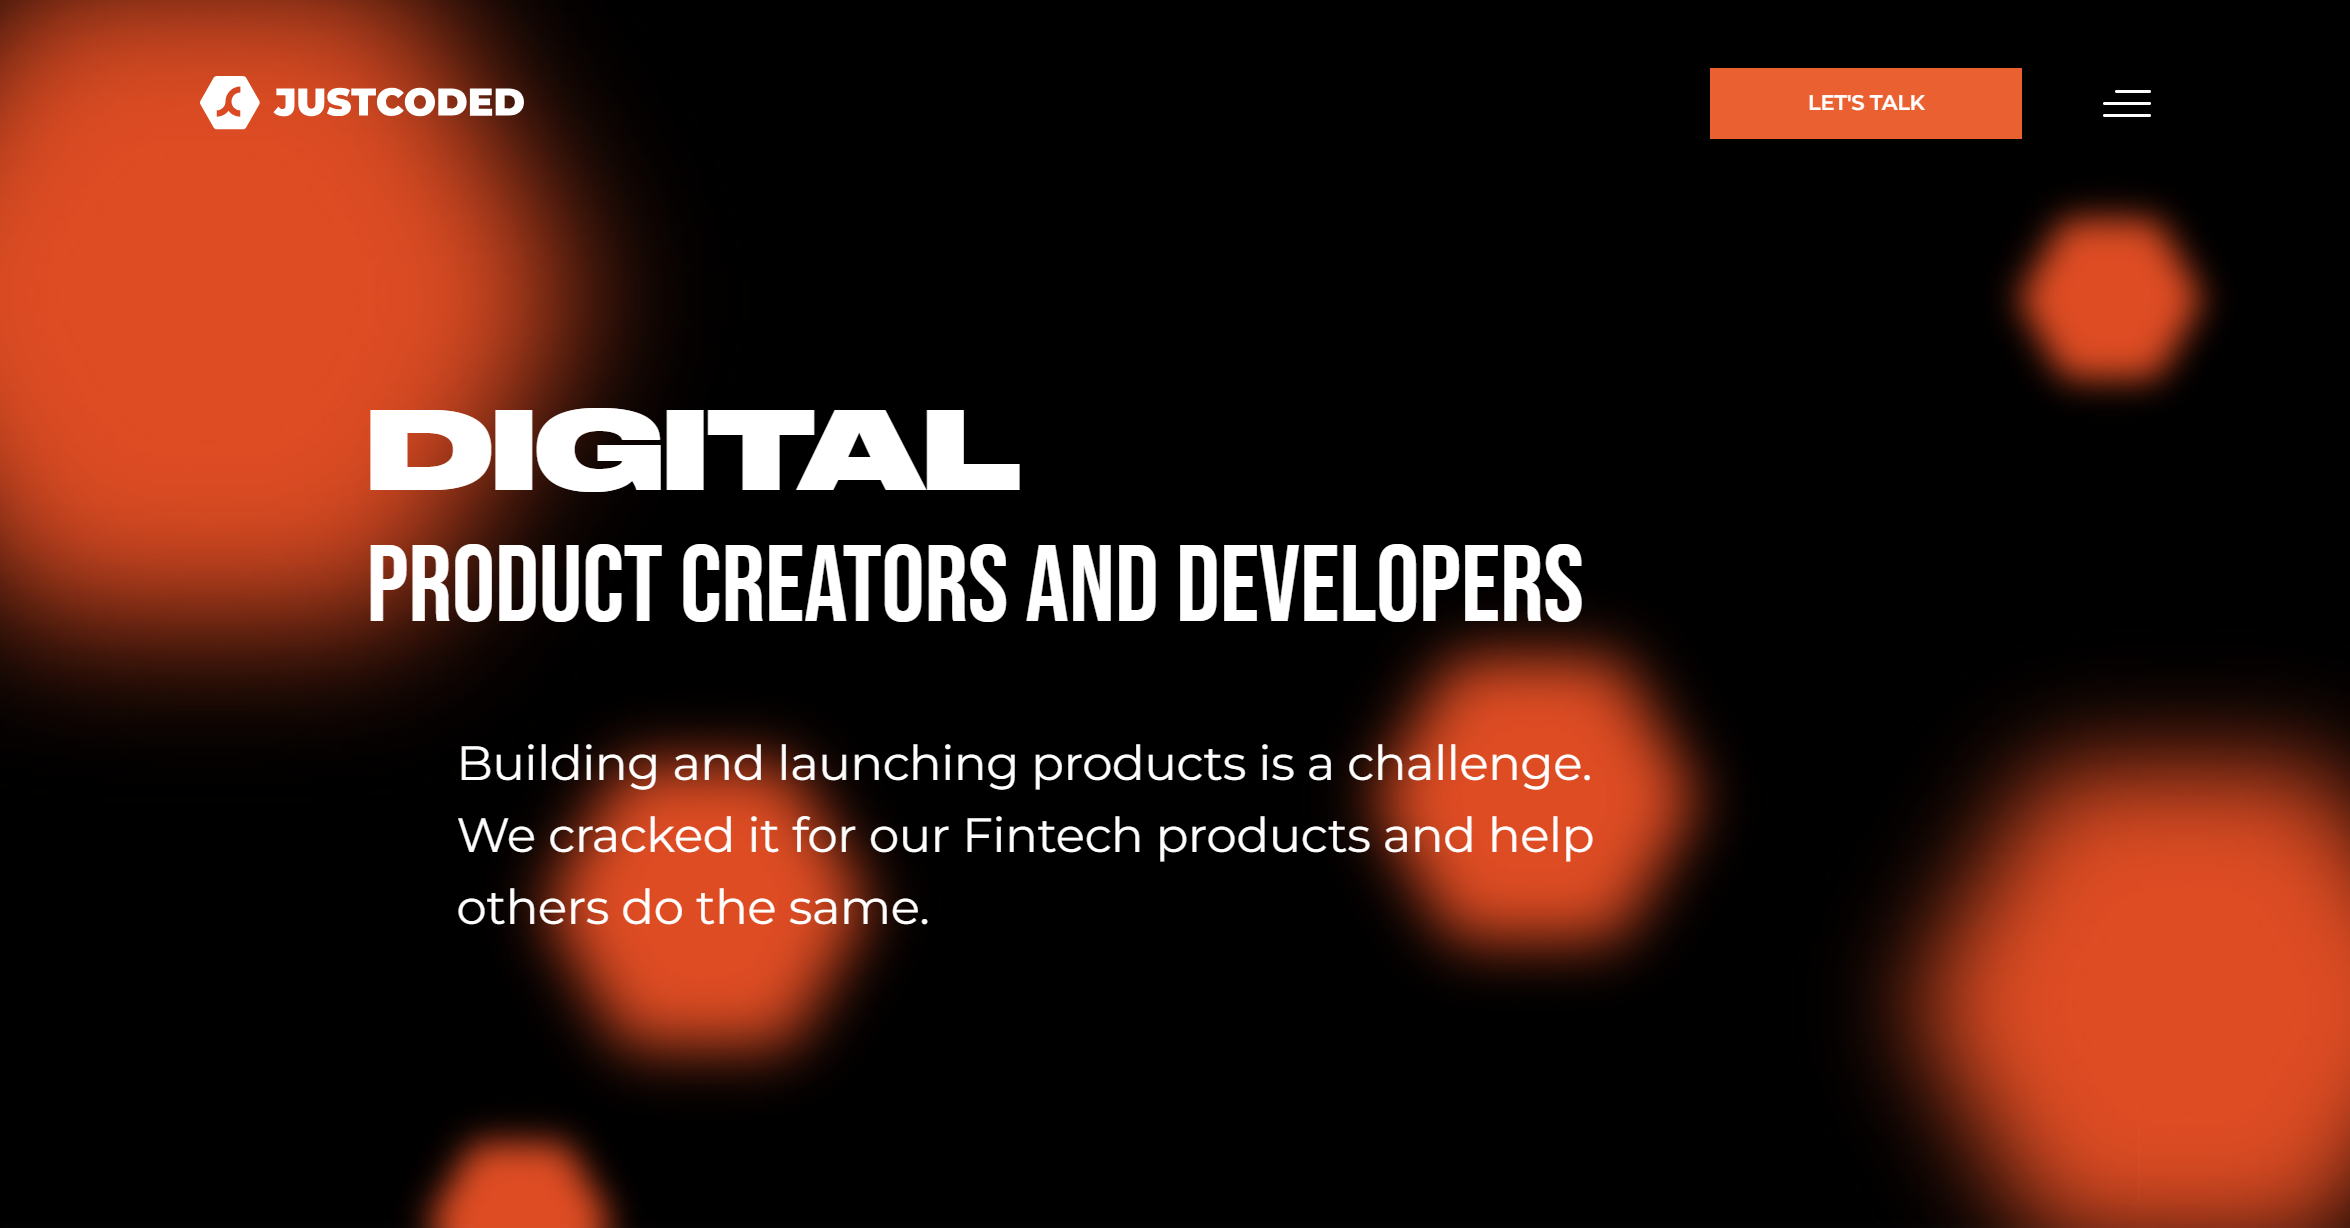 JUSTCODED
LET'S TALK
DIGITAL
PRODUCT CREATORS AND DEVELOPERS
Building and launching products is a challenge.
We cracked it for our Fintech products and help
others do the same.